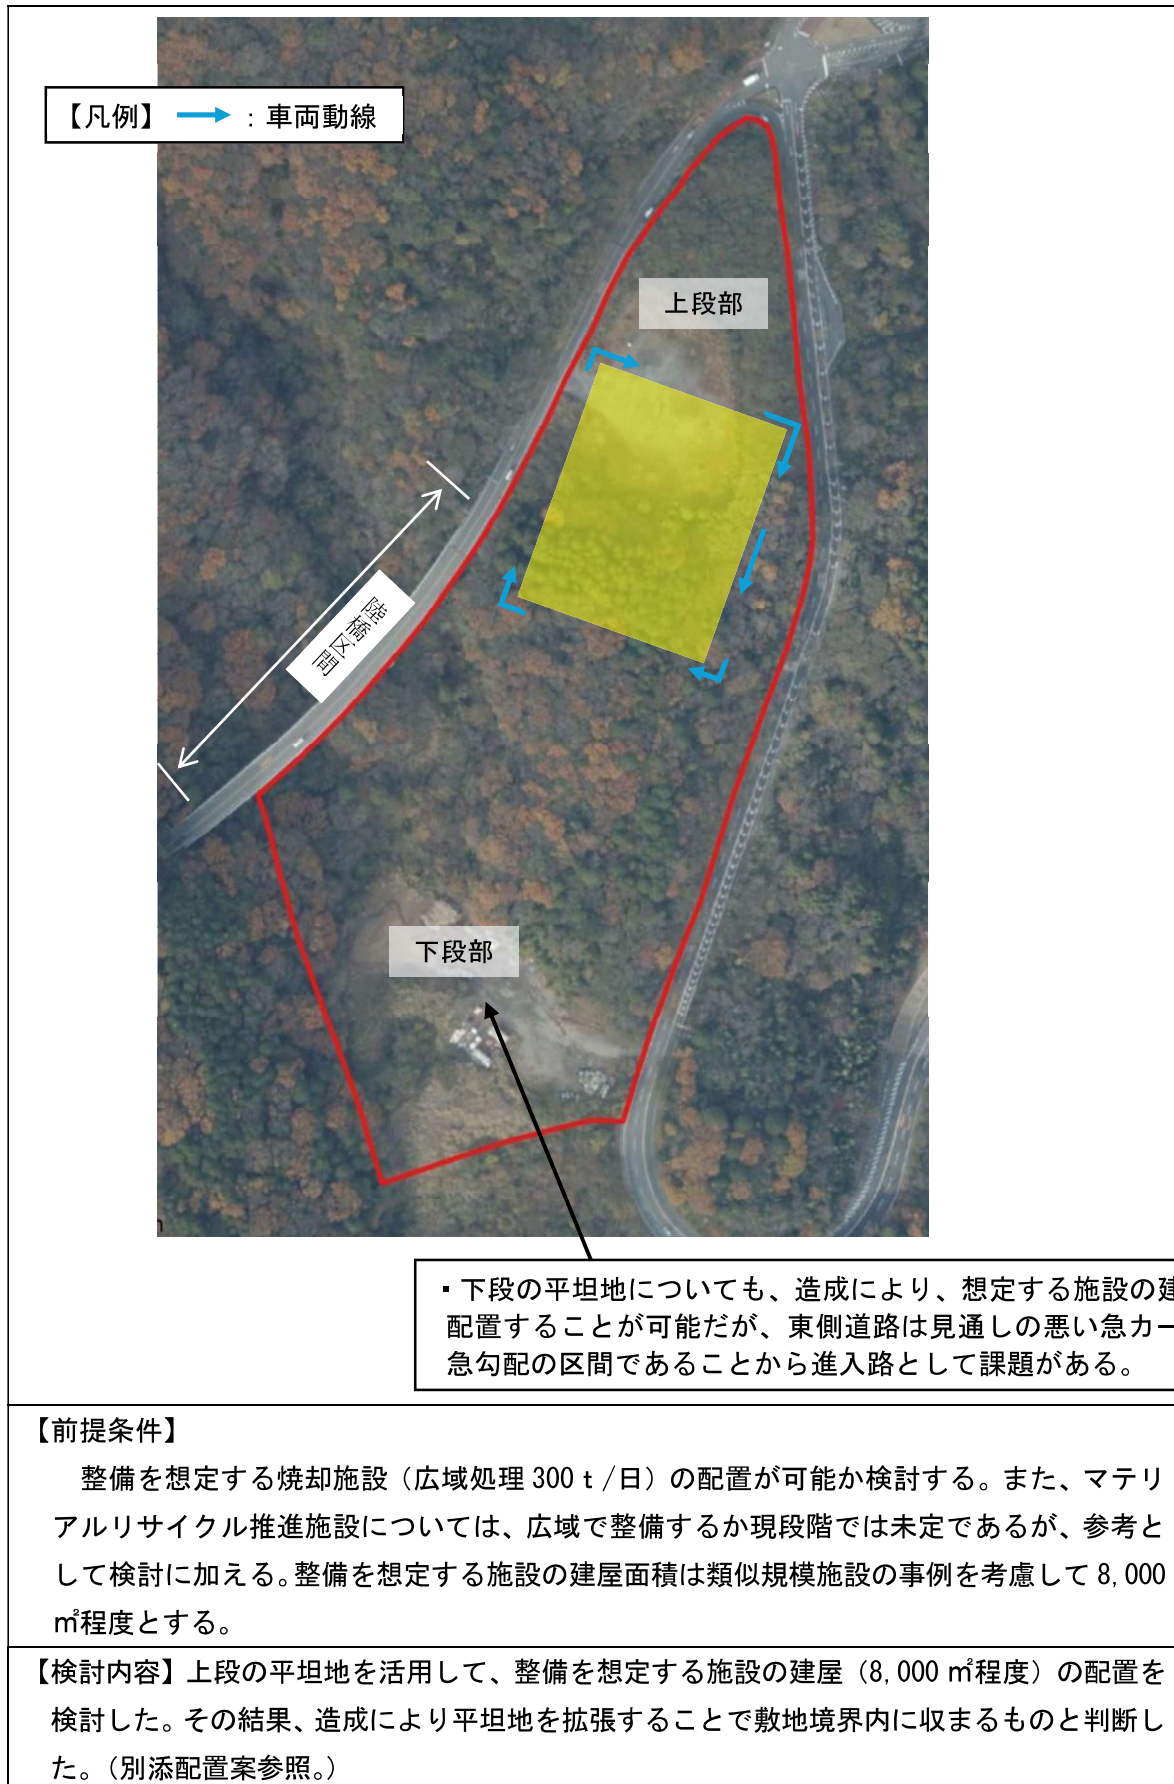 【凡例】 → : 車両動線
上段部
陸橋区間
下段部
・下段の平坦地についても、造成により、想定する施設の建
配置することが可能だが、東側道路は見通しの悪い急カー
急勾配の区間であることから進入路として課題がある。
【前提条件】
整備を想定する焼却施設（広域処理 300 t /日）の配置が可能か検討する。また、マテリ
アルリサイクル推進施設については、広域で整備するか現段階では未定であるが、参考と
して検討に加える。整備を想定する施設の建屋面積は類似規模施設の事例を考慮して 8,000
㎡程度とする。
【検討内容】上段の平坦地を活用して、整備を想定する施設の建屋（8,000 ㎡程度）の配置を
検討した。その結果、造成により平坦地を拡張することで敷地境界内に収まるものと判断し
た。（別添配置案参照。）